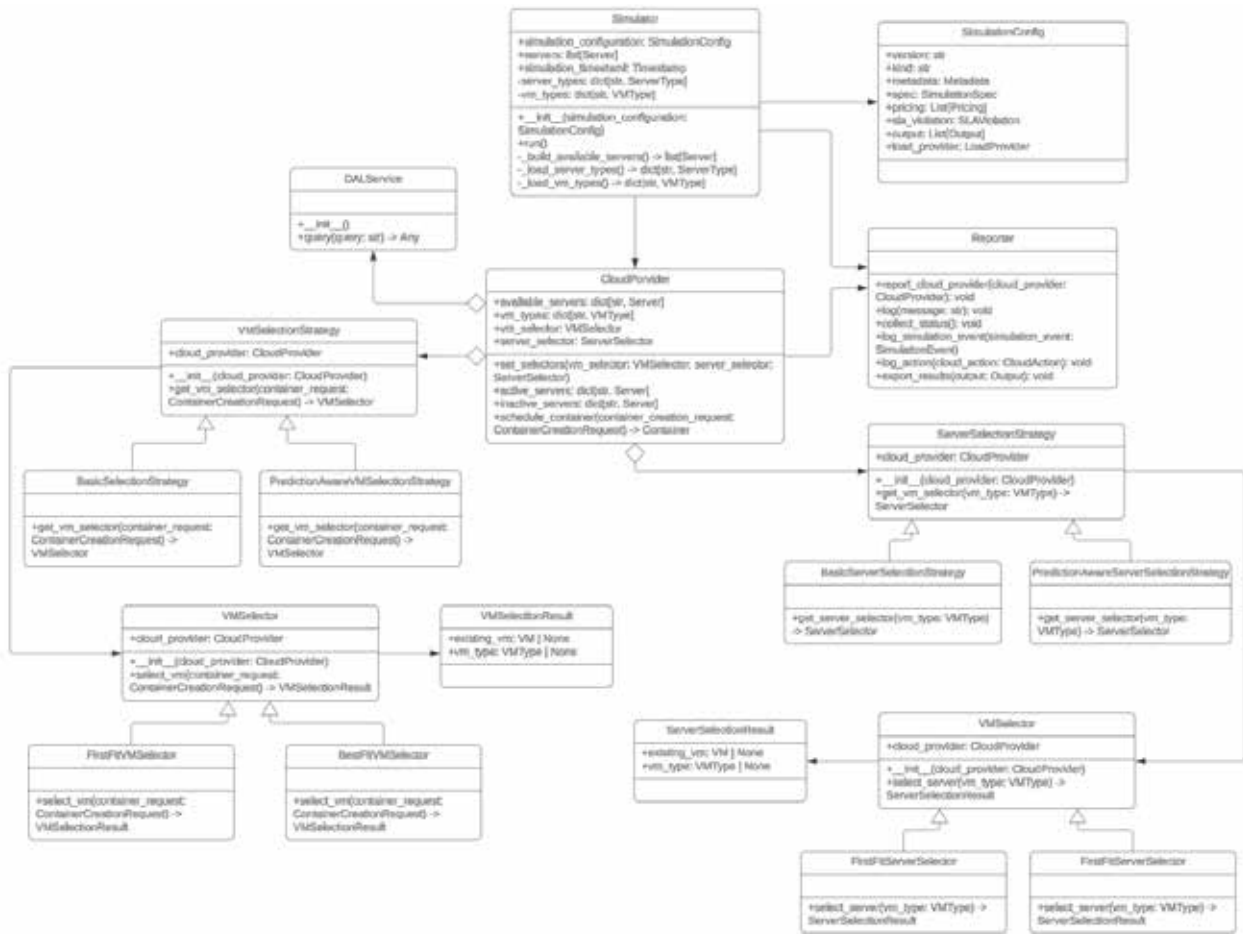 Simulator
+simulation_configuration: SimulationConfig
+servers: list[Server]
+simulation_timestamp: Timestamp
-server_types: dict[str, ServerType]
-vm_types: dict[str, VMType]
+__init__(simulation_configuration:
SimulationConfig)
+run()
-_build_available_servers() -> list[Server]
-_load_server_types() -> dict[str, ServerType]
-_load_vm_types() -> dict[str, VMType]
SimulationConfig
+version: str
+kind: str
+metadata: Metadata
+spec: SimulationSpec
+pricing: List[Pricing]
+sla_violation: SLAViolation
+output: List[Output]
+load_provider: LoadProvider
DALService
+__init__()
+query(query: str) -> Any
CloudPorvider
+available_servers: dict[str, Server]
+vm_types: dict[str, VMType]
+vm_selector: VMSelector
+server_selector: ServerSelector
+set_selectors(vm_selector: VMSelector, server_selector:
ServerSelector)
+active_servers: dict[str, Server]
+inactive_servers: dict[str, Server]
+schedule_container(container_creation_request:
ContainerCreationRequest) -> Container
Reporter
+report_cloud_provider(cloud_provider:
CloudProvider): void
+log(message: str): void
+collect_status(): void
+log_simulation_event(simulation_event:
SimulationEvent)
+log_action(cloud_action: CloudAction): void
+export_results(output: Output): void
VMSelectionStrategy
+cloud_provider: CloudProvider
+__init__(cloud_provider: CloudProvider)
+get_vm_selector(container_request:
ContainerCreationRequest) -> VMSelector
BasicSelectionStrategy
+get_vm_selector(container_request:
ContainerCreationRequest) ->
VMSelector
PredictionAwareVMSelectionStrategy
+get_vm_selector(container_request:
ContainerCreationRequest) ->
VMSelector
ServerSelectionStrategy
+cloud_provider: CloudProvider
+__init__(cloud_provider: CloudProvider)
+get_vm_selector(vm_type: VMType) ->
ServerSelector
BasicServerSelectionStrategy
+get_server_selector(vm_type: VMType)
-> ServerSelector
PredictionAwareServerSelectionStrategy
+get_server_selector(vm_type:
VMType) -> ServerSelector
VMSelector
+cloud_provider: CloudProvider
+__init__(cloud_provider: CloudProvider)
+select_vm(container_request:
ContainerCreationRequest) -> VMSelectionResult
VMSelectionResult
+existing_vm: VM | None
+vm_type: VMType | None
FirstFitVMSelector
+select_vm(container_request:
ContainerCreationRequest) ->
VMSelectionResult
BestFitVMSelector
+select_vm(container_request:
ContainerCreationRequest) ->
VMSelectionResult
ServerSelectionResult
+existing_vm: VM | None
+vm_type: VMType | None
VMSelector
+cloud_provider: CloudProvider
+__init__(cloud_provider: CloudProvider)
+select_server(vm_type: VMType) ->
ServerSelectionResult
FirstFitServerSelector
+select_server(vm_type: VMType) ->
ServerSelectionResult
FirstFitServerSelector
+select_server(vm_type: VMType) ->
ServerSelectionResult